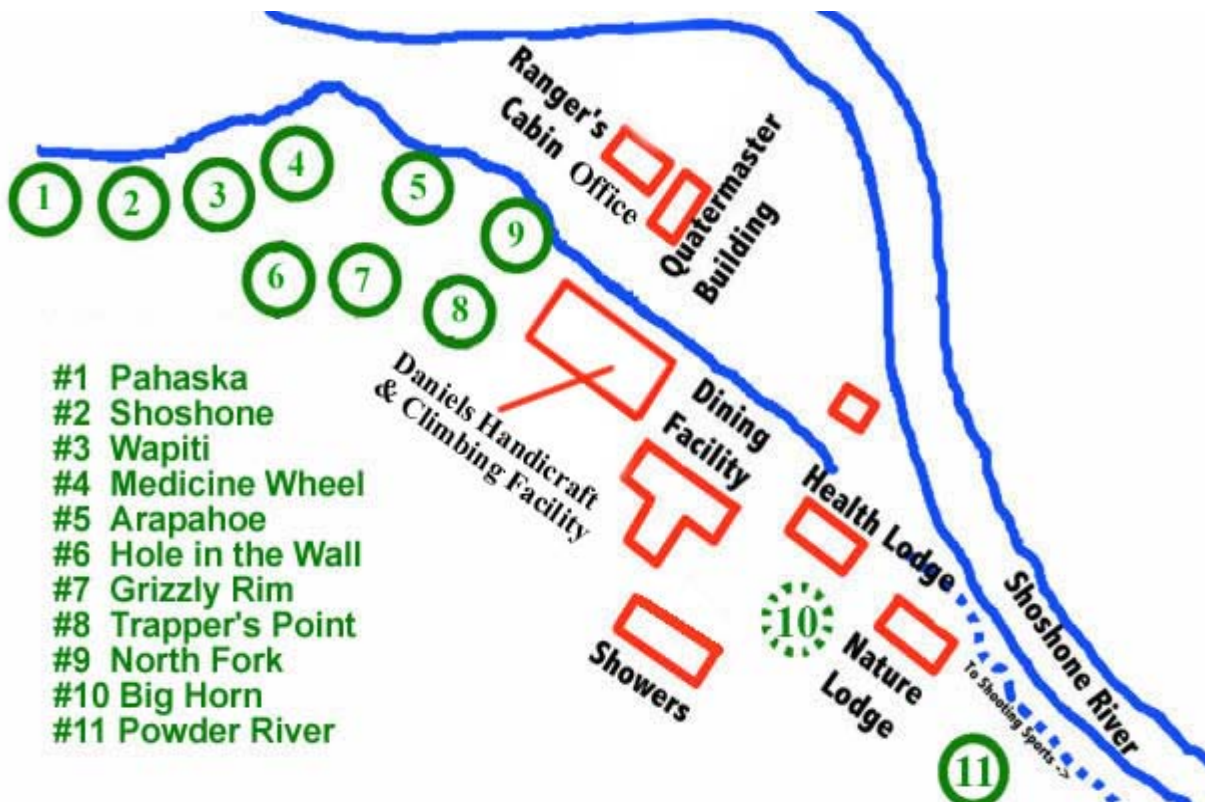 Ranger's
Cabin Office
Quatermaster
Building
1
2
3
4
5
9
6
7
8
Daniels Handicraft
& Climbing Facility
Dining
Facility
Health Lodge
10
Showers
Nature
Lodge
Shoshone River
To Shooting Sports ->
11
#1 Pahaska
#2 Shoshone
#3 Wapiti
#4 Medicine Wheel
#5 Arapahoe
#6 Hole in the Wall
#7 Grizzly Rim
#8 Trapper's Point
#9 North Fork
#10 Big Horn
#11 Powder River